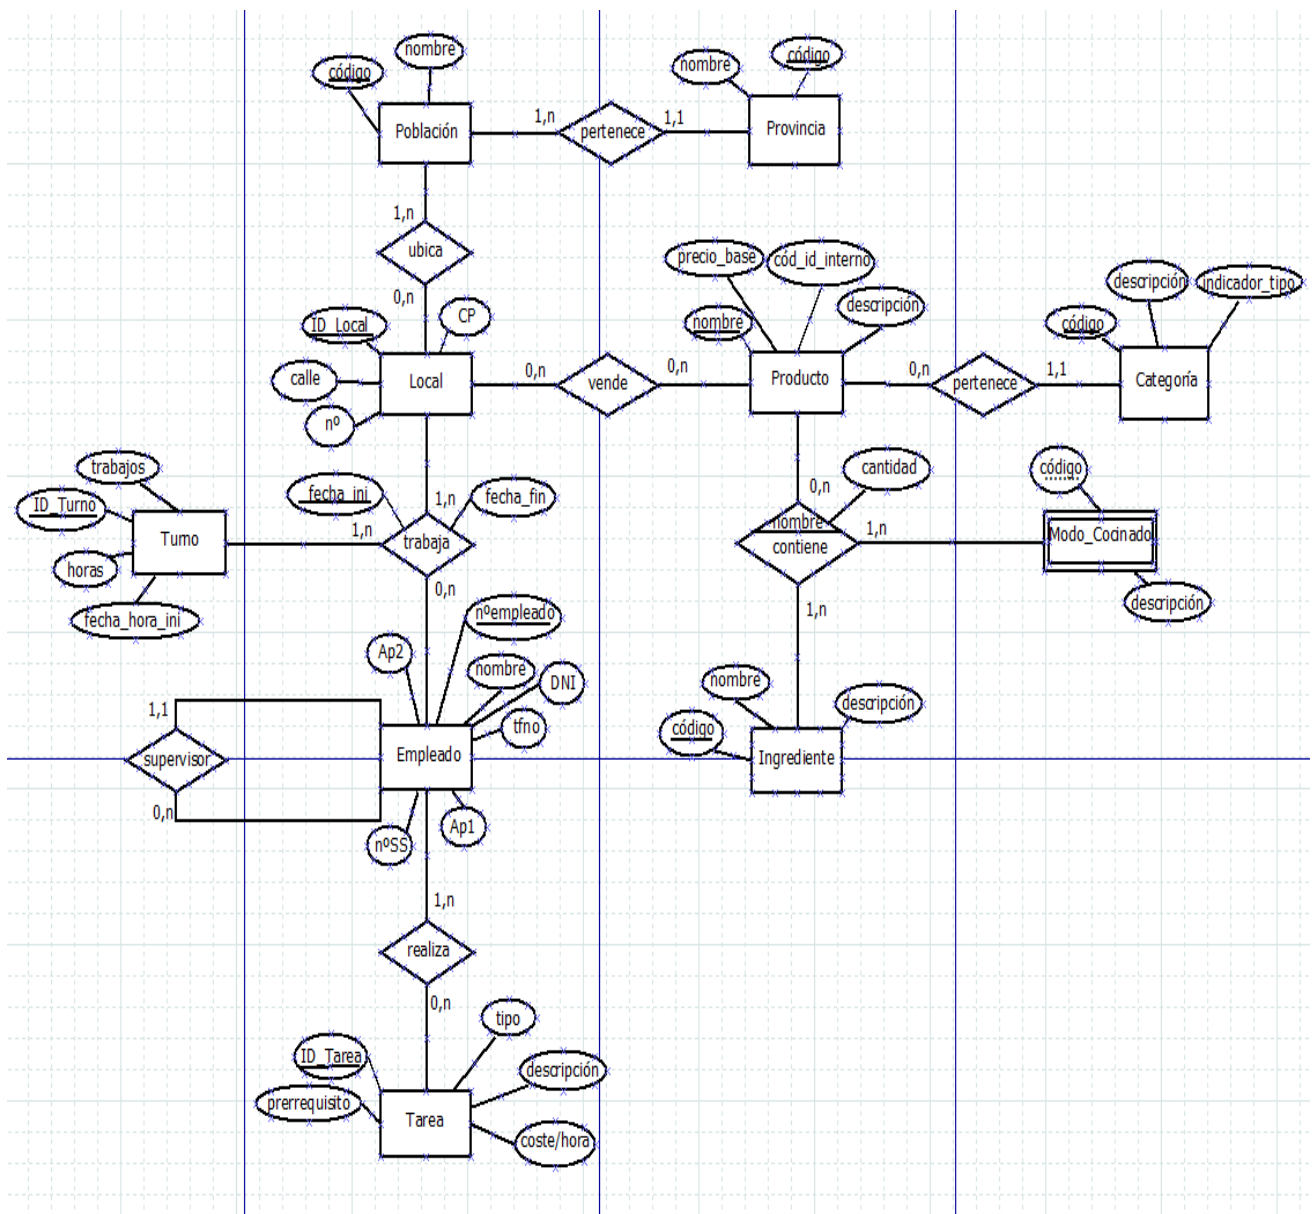 nombre
código
Población
1,n
pertenece
1,1
nombre
código
Provincia
1,n
ubica
0,n
ID_Local
CP
calle
Local
nº
0,n
vende
0,n
precio_base
cód_id_interno
nombre
descripción
Producto
0,n
pertenece
1,1
descripción
indicador_tipo
código
Categoría
trabajos
ID_Turno
Turno
horas
fecha_hora_ini
fecha_ini
1,n
fecha_fin
1,n
trabaja
0,n
cantidad
0,n
nombre
contiene
1,n
código
Modo_Cocinado
descripción
1,n
nombre
descripción
código
Ingrediente
nºempleado
Ap2
nombre
DNI
tfno
Empleado
1,1
supervisor
0,n
nºSS
Ap1
1,n
realiza
0,n
tipo
ID_Tarea
descripción
prerrequisito
Tarea
coste/hora